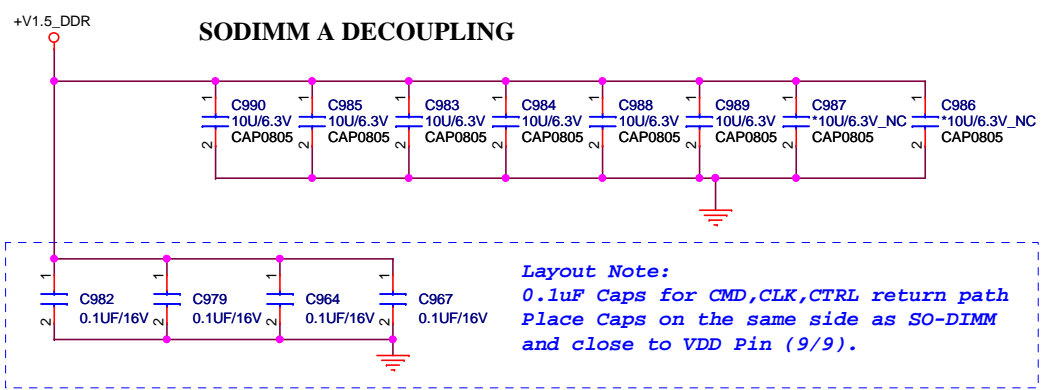 +V1.5_DDR
SODIMM A DECOUPLING
1 1 1 1 1 1 1 1
C990 C985 C983 C984 C988 C989 C987 C986
10U/6.3V 10U/6.3V 10U/6.3V 10U/6.3V 10U/6.3V 10U/6.3V *10U/6.3V_NC *10U/6.3V_NC
CAP0805 CAP0805 CAP0805 CAP0805 CAP0805 CAP0805 CAP0805 CAP0805
2 2 2 2 2 2 2 2
1 1 1 1
C982 C979 C964 C967
0.1UF/16V 0.1UF/16V 0.1UF/16V 0.1UF/16V
2 2 2 2
Layout Note:
0.1uF Caps for CMD,CLK,CTRL return path
Place Caps on the same side as SO-DIMM
and close to VDD Pin (9/9).